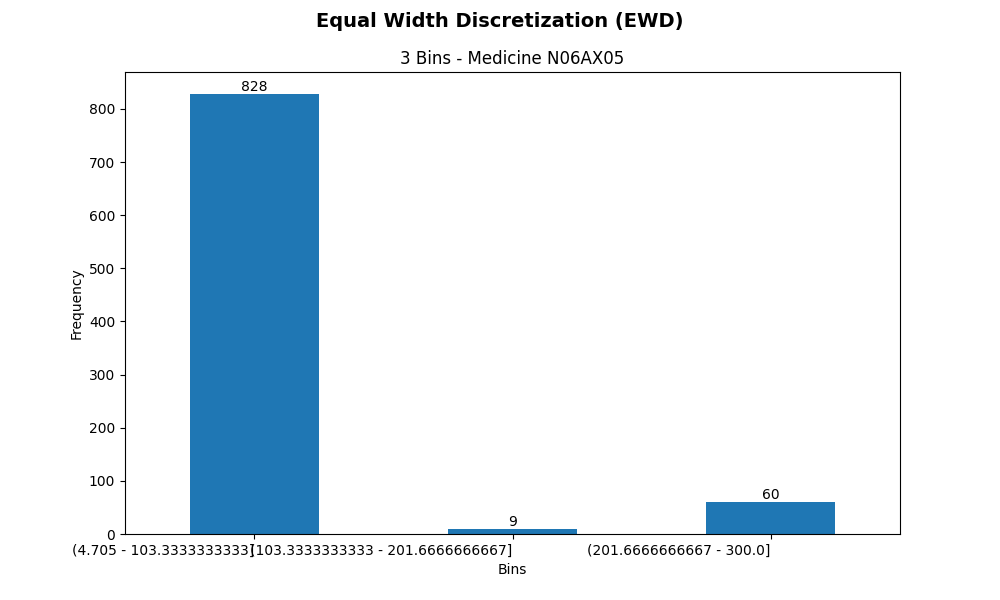 Equal Width Discretization (EWD)
3 Bins - Medicine N06AX05
828
800
700
600
500
400
300
200
100
0
Frequency
9
60
(4.705 - 103.3333333333]
(103.3333333333 - 201.6666666667]
(201.6666666667 - 300.0]
Bins